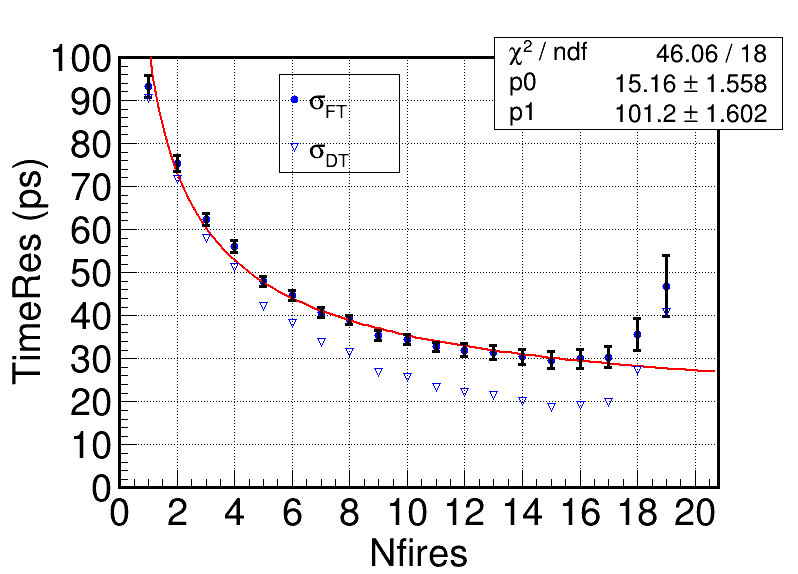 χ² / ndf 46.06 / 18
p0 15.16 ± 1.558
p1 101.2 ± 1.602
σFT
σDT
TimeRes (ps)
100
90
80
70
60
50
40
30
20
10
0
0 2 4 6 8 10 12 14 16 18 20
Nfires